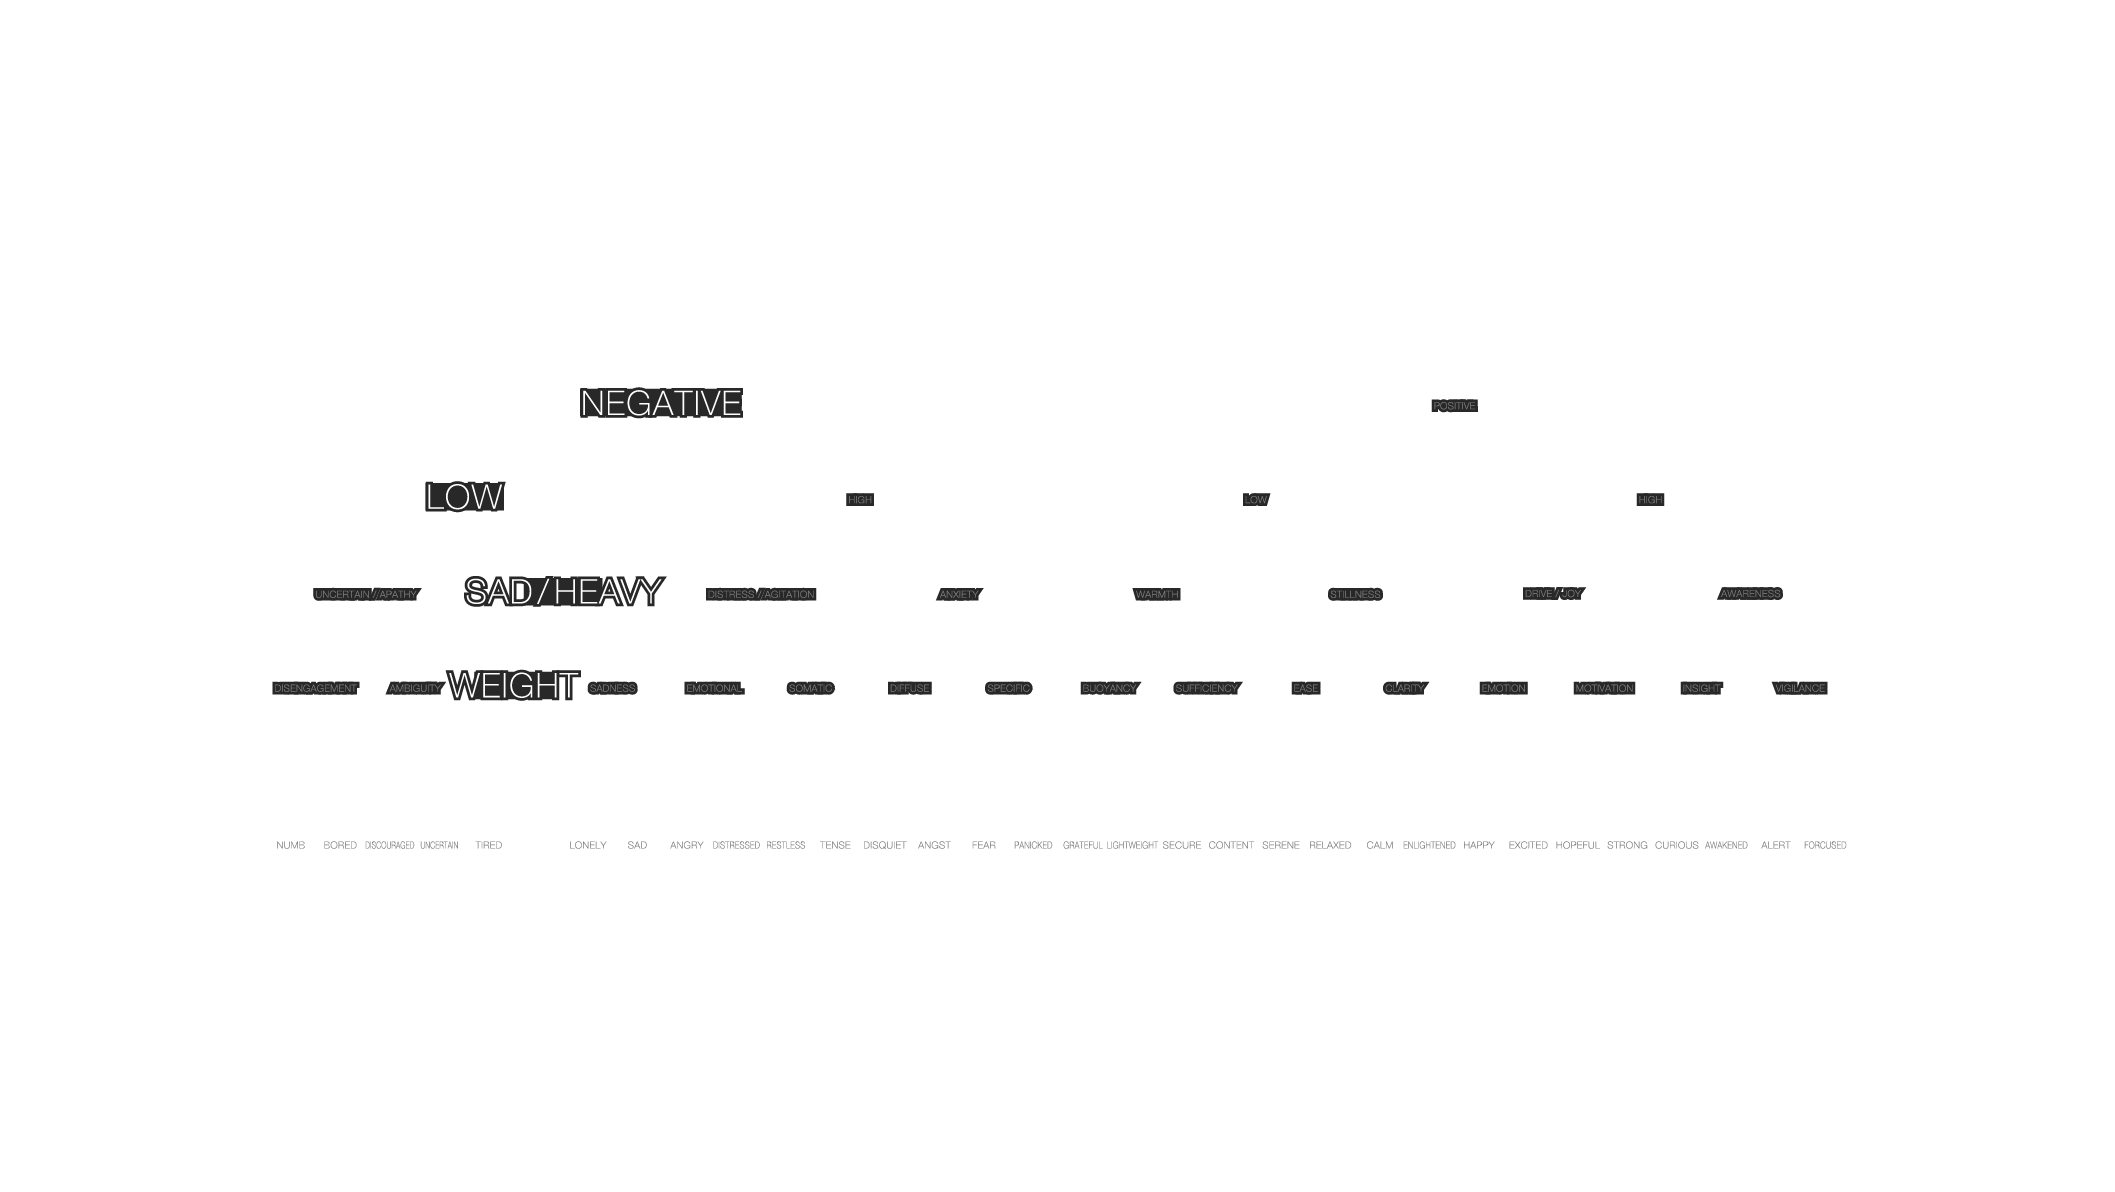 NEGATIVE POSITIVE
LOW HIGH LOW HIGH
UNCERTAIN//APATHY SAD/HEAVY DISTRESS//AGITATION ANXIETY WARMTH STILLNESS DRIVE/JOY AWARENESS
DISENGAGEMENT AMBIGUITY WEIGHT SADNESS EMOTIONAL SOMATIC DIFFUSE SPECIFIC BUOYANCY SUFFICIENCY EASE CLARITY EMOTION MOTIVATION INSIGHT VIGILANCE
NUMB BORED DISCOURAGED UNCERTAIN TIRED LONELY SAD ANGRY DISTRESSED RESTLESS TENSE DISQUIET ANGST FEAR PANICKED GRATEFUL LIGHTWEIGHT SECURE CONTENT SERENE RELAXED CALM ENLIGHTENED HAPPY EXCITED HOPEFUL STRONG CURIOUS AWAKENED ALERT FORCUSED